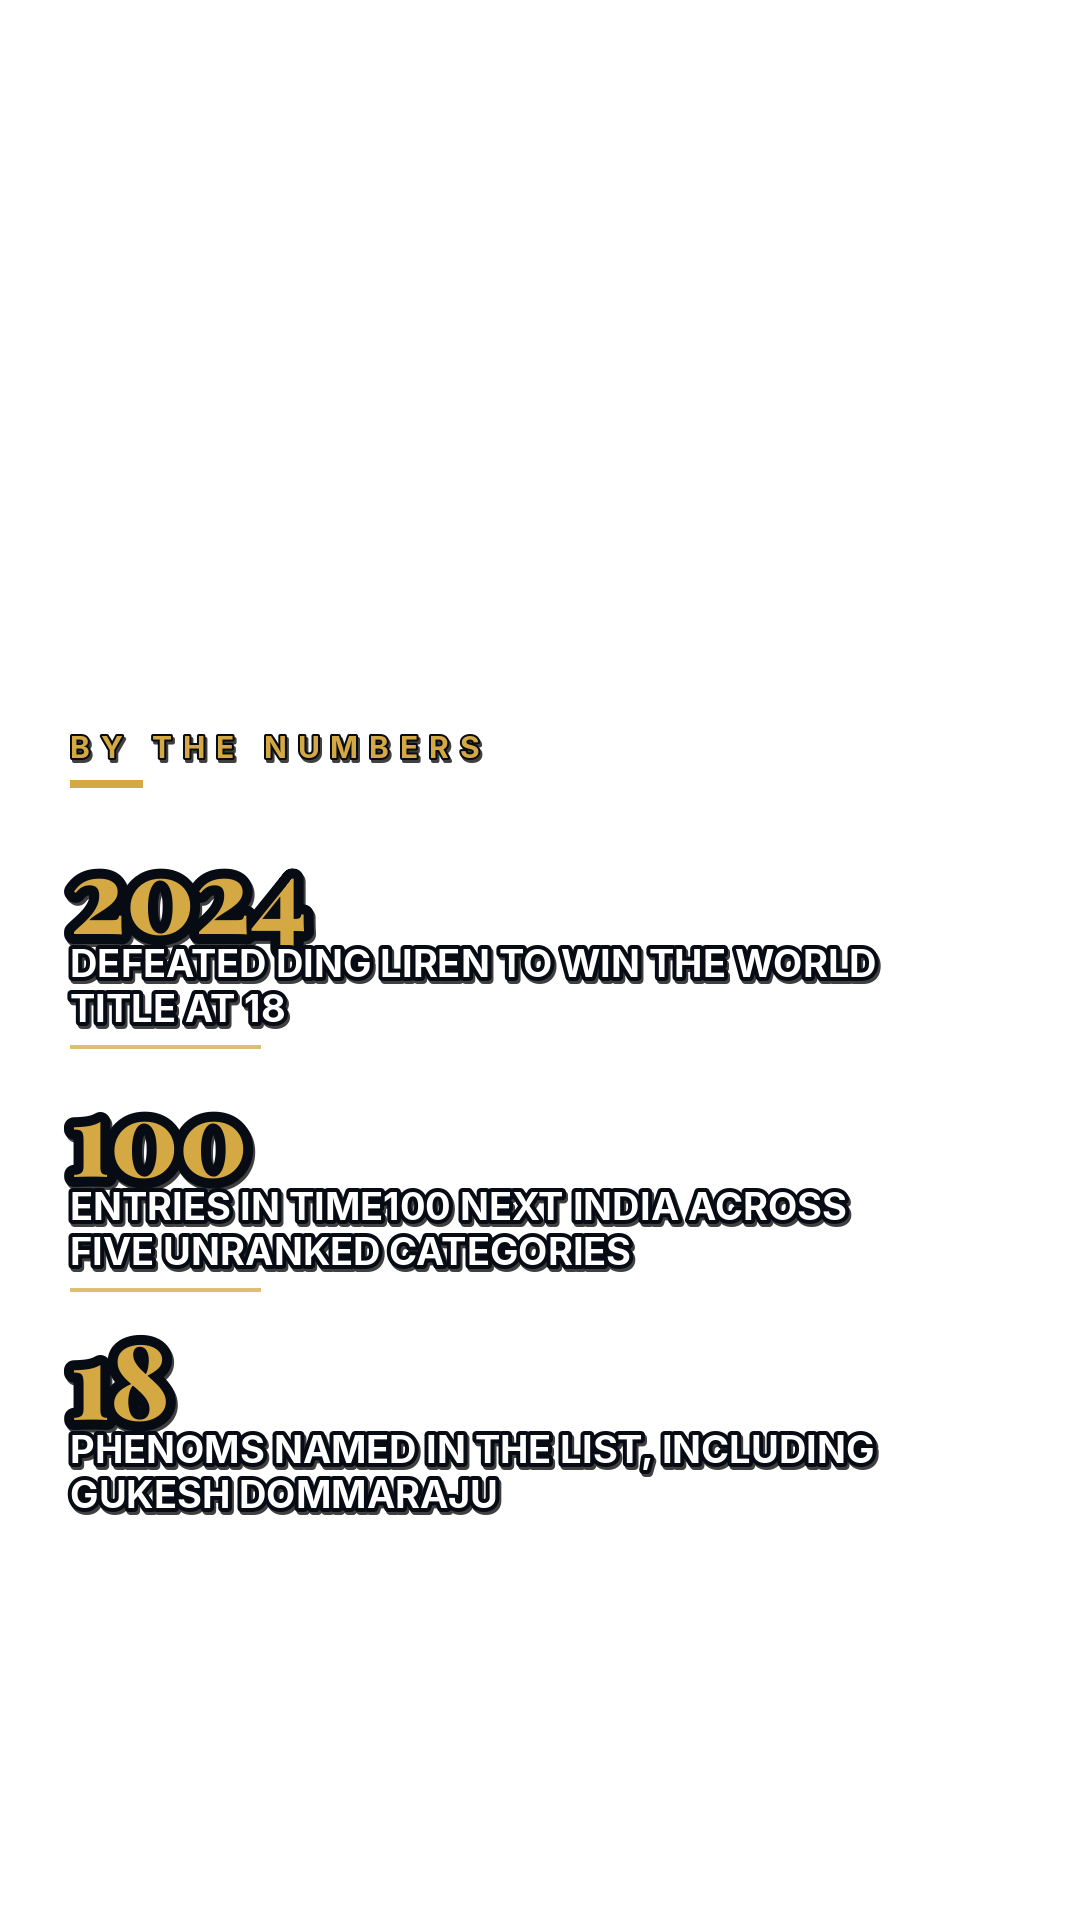 BY THE NUMBERS
2024
DEFEATED DING LIREN TO WIN THE WORLD
TITLE AT 18
100
ENTRIES IN TIME100 NEXT INDIA ACROSS
FIVE UNRANKED CATEGORIES
18
PHENOMS NAMED IN THE LIST, INCLUDING
GUKESH DOMMARAJU